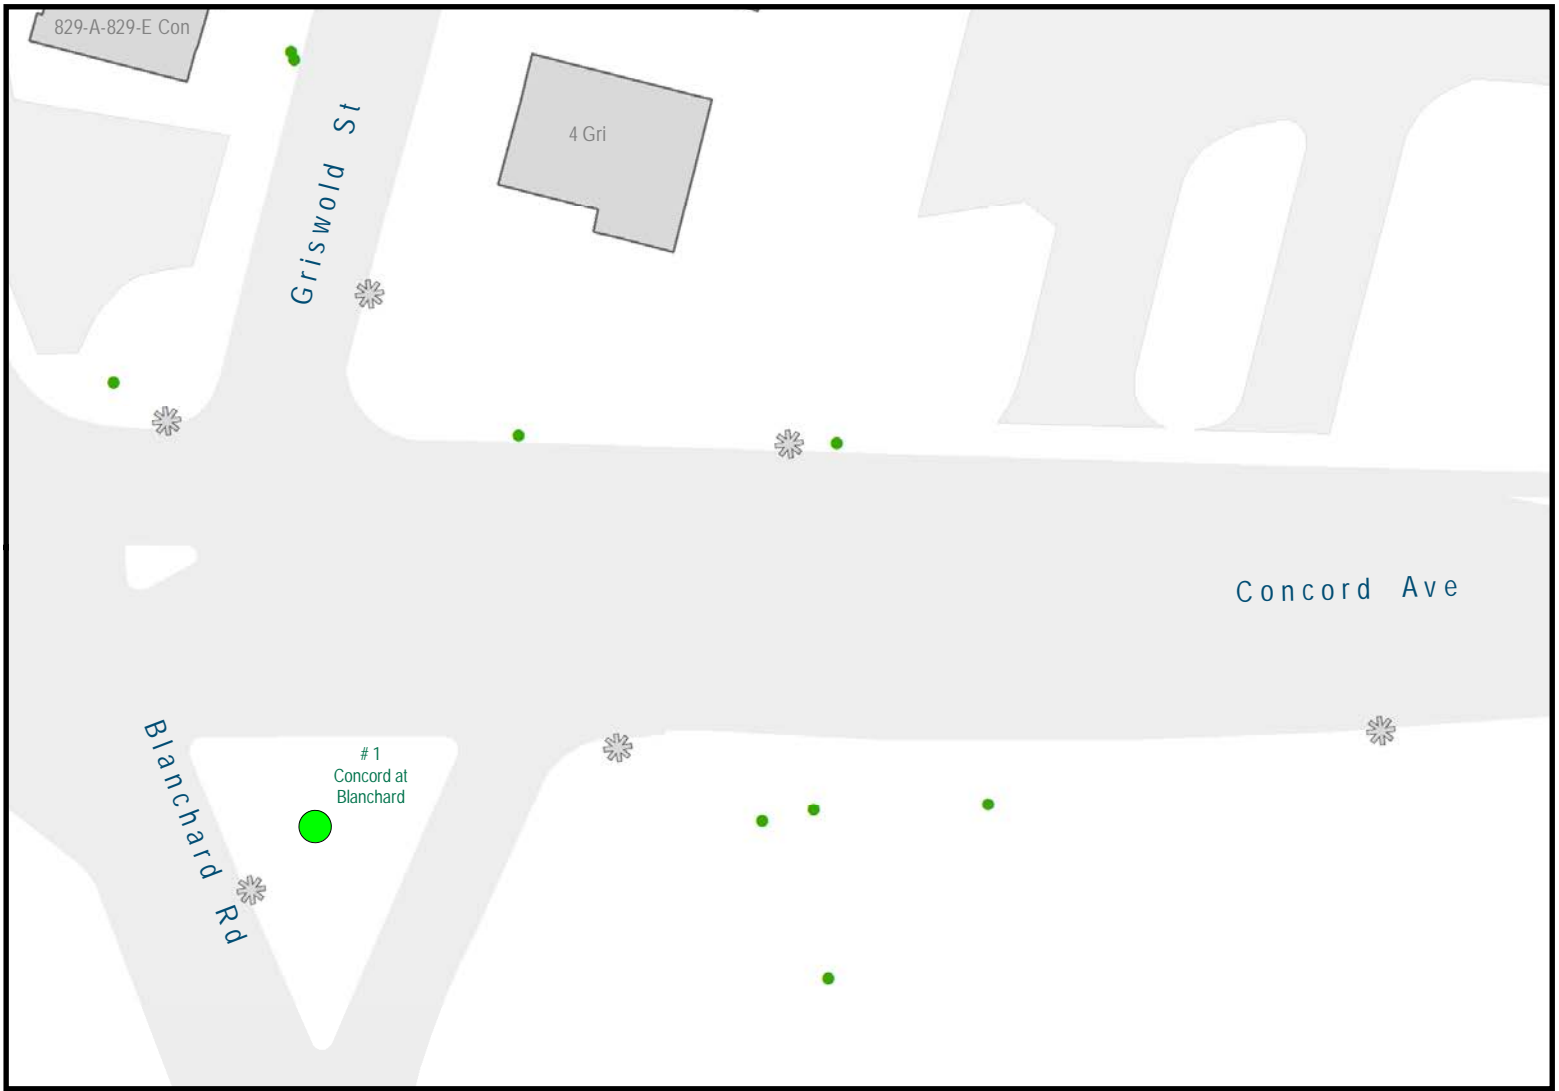 829-A-829-E Con
4 Gri
Griswold St
Concord Ave
Blanchard Rd
# 1
Concord at
Blanchard